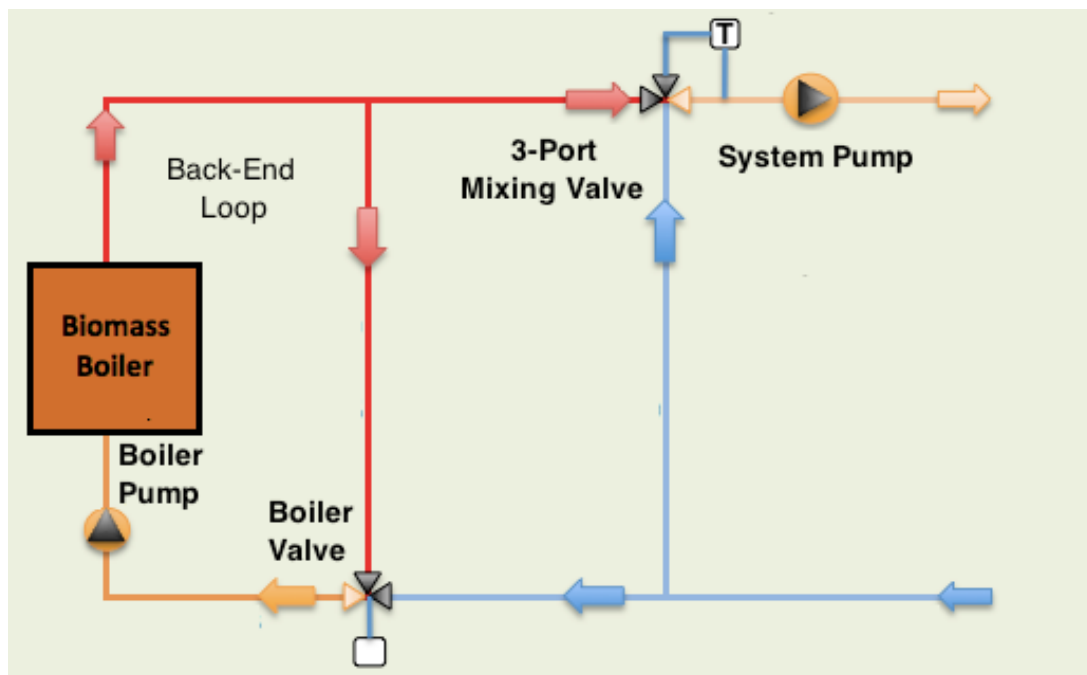 T
Back-End
Loop
3-Port
Mixing Valve
System Pump
Biomass
Boiler
Boiler
Pump
Boiler
Valve